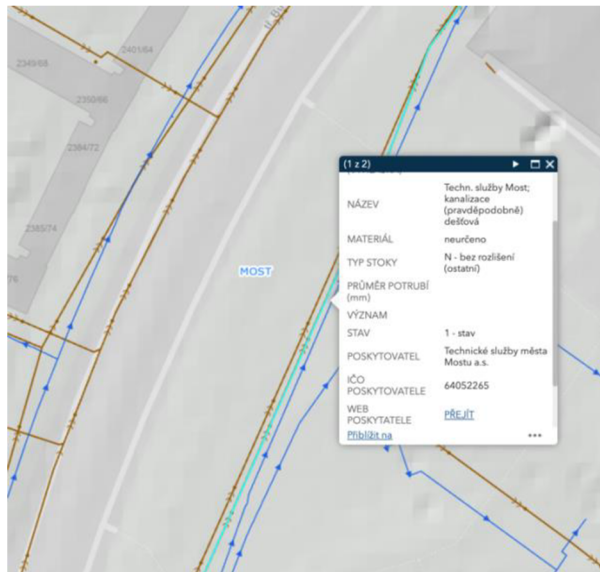 2401/64
2349/68
2350/66
2384/72
2385/74
/76
MOST
(1 z 2)
NÁZEV
Techn. služby Most;
kanalizace
(pravděpodobně)
dešťová
MATERIÁL
neurčeno
TYP STOKY
N - bez rozlišení
(ostatní)
PRŮMĚR POTRUBÍ
(mm)
VÝZNAM
STAV
1 - stav
POSKYTOVATEL
Technické služby města
Mostu a.s.
IČO
POSKYTOVATELE
64052265
WEB
POSKYTATELE
PŘEJÍT
Přiblížit na